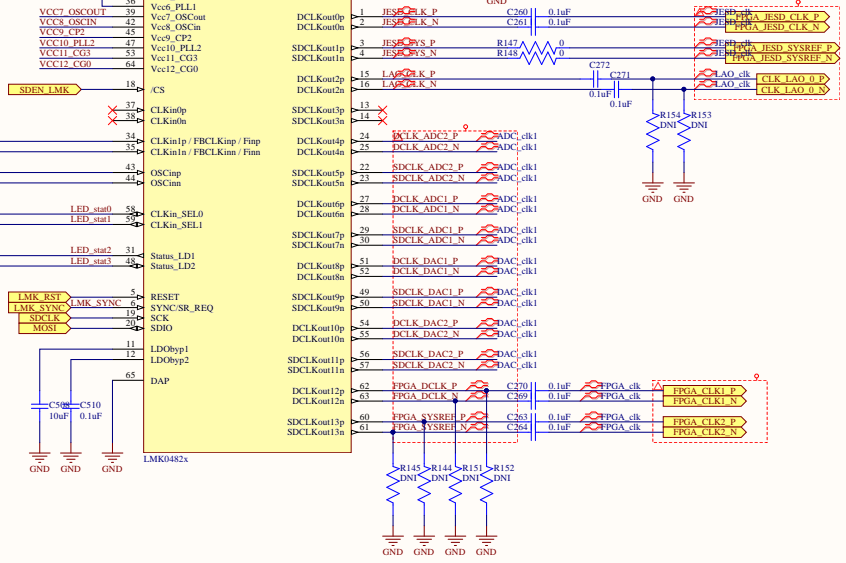 GND
36 Vcc6_PLL1
VCC7_OSCOUT 39 Vcc7_OSCout
VCC8_OSCIN 42 Vcc8_OSCin
VCC9_CP2 45 Vcc9_CP2
VCC10_PLL2 47 Vcc10_PLL2
VCC11_CG3 53 Vcc11_CG3
VCC12_CG0 64 Vcc12_CG0
SDEN_LMK 18 /CS
37 CLKin0p
38 CLKin0n
34 CLKin1p / FBCLKinp / Finp
35 CLKin1n / FBCLKinn / Finn
43 OSCinp
44 OSCinn
LED_stat0 58 CLKin_SEL0
LED_stat1 59 CLKin_SEL1
LED_stat2 31 Status_LD1
LED_stat3 48 Status_LD2
LMK_RST 5 RESET
LMK_SYNC LMK_SYNC 6 SYNC/SR_REQ
SDCLK 19 SCK
MOSI 20 SDIO
11 LDObyp1
12 LDObyp2
65 DAP
C510
10uF 0.1uF
GND GND GND
LMK0482x
DCLKout0p 1 JESD_CLK_P C260 0.1uF JESD_clk FPGA_JESD_CLK_P
DCLKout0n 2 JESD_CLK_N C261 0.1uF JESD_clk FPGA_JESD_CLK_N
SDCLKout1p 3 JESD_SYS_P R147 0 JESD_clk FPGA_JESD_SYSREF_P
SDCLKout1n 4 JESD_SYS_N R148 0 JESD_clk FPGA_JESD_SYSREF_N
DCLKout2p 15 LAO_CLK_P C272 0.1uF LAO_clk CLK_LAO_0_P
DCLKout2n 16 LAO_CLK_N C271 0.1uF LAO_clk CLK_LAO_0_N
R154 DNI R153 DNI
GND GND
SDCLKout3p 13
SDCLKout3n 14
DCLKout4p 24 DCLK_ADC2_P ADC_clk1
DCLKout4n 25 DCLK_ADC2_N ADC_clk1
SDCLKout5p 22 SDCLK_ADC2_P ADC_clk1
SDCLKout5n 23 SDCLK_ADC2_N ADC_clk1
DCLKout6p 27 DCLK_ADC1_P ADC_clk1
DCLKout6n 28 DCLK_ADC1_N ADC_clk1
SDCLKout7p 29 SDCLK_ADC1_P ADC_clk1
SDCLKout7n 30 SDCLK_ADC1_N ADC_clk1
DCLKout8p 51 DCLK_DAC1_P DAC_clk1
DCLKout8n 52 DCLK_DAC1_N DAC_clk1
SDCLKout9p 49 SDCLK_DAC1_P DAC_clk1
SDCLKout9n 50 SDCLK_DAC1_N DAC_clk1
DCLKout10p 54 DCLK_DAC2_P DAC_clk1
DCLKout10n 55 DCLK_DAC2_N DAC_clk1
SDCLKout11p 56 SDCLK_DAC2_P DAC_clk1
SDCLKout11n 57 SDCLK_DAC2_N DAC_clk1
DCLKout12p 62 FPGA_DCLK_P C270 0.1uF FPGA_clk FPGA_CLK1_P
DCLKout12n 63 FPGA_DCLK_N C269 0.1uF FPGA_clk FPGA_CLK1_N
SDCLKout13p 60 FPGA_SYSREF_P C263 0.1uF FPGA_clk FPGA_CLK2_P
SDCLKout13n 61 FPGA_SYSREF_N C264 0.1uF FPGA_clk FPGA_CLK2_N
R145 R144 R151 R152
DNI DNI DNI DNI
GND GND GND GND